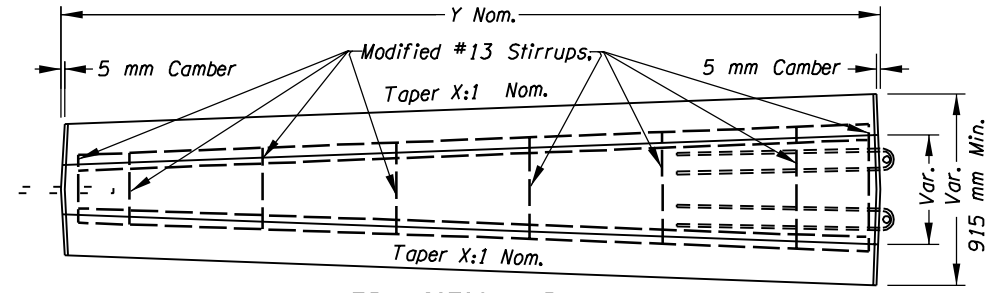 Y Nom.
Modified #13 Stirrups,
5 mm Camber
5 mm Camber
Taper X:1 Nom.
Var.
Var.
915 mm Min.
Taper X:1 Nom.